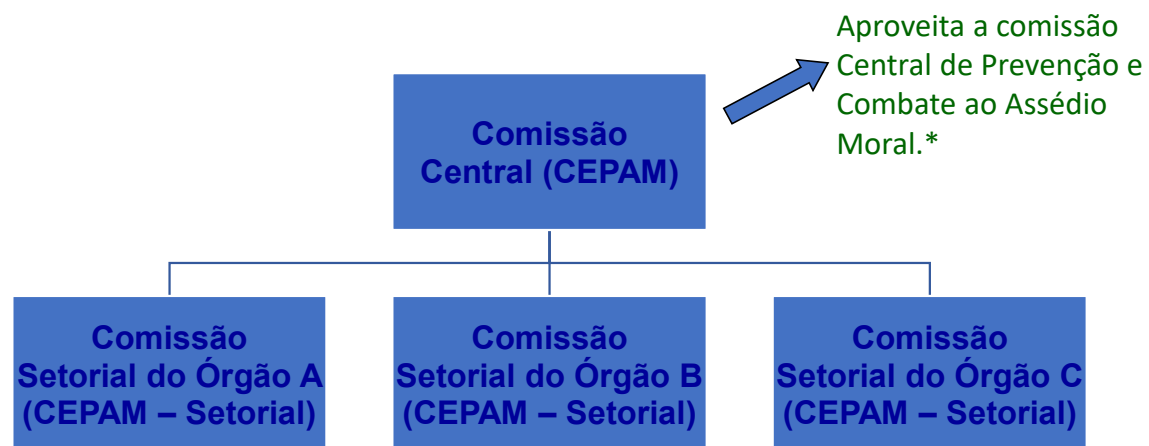 Aproveita a comissão
Central de Prevenção e
Combate ao Assédio
Moral.*
Comissão
Central (CEPAM)
Comissão
Setorial do Órgão A
(CEPAM – Setorial)
Comissão
Setorial do Órgão B
(CEPAM – Setorial)
Comissão
Setorial do Órgão C
(CEPAM – Setorial)